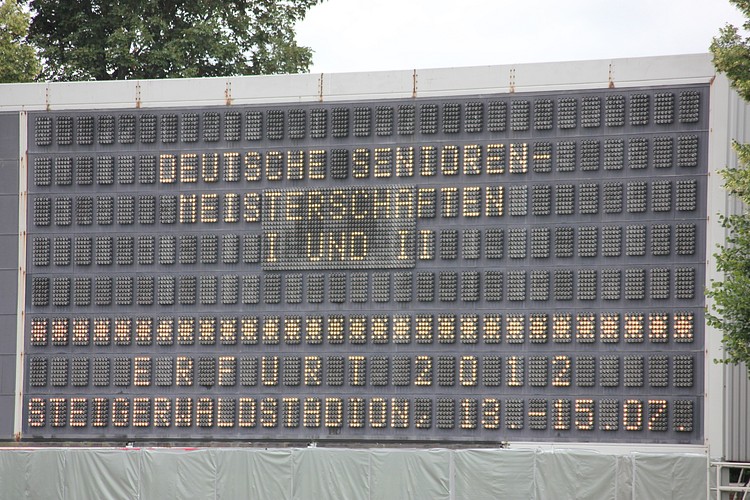 DEUTSCHE SENIOREN-
MEISTERSCHAFTEN
I UND II
******************************
ERFURT 2012
STEIGERWALDSTADION, 13.-15.07.